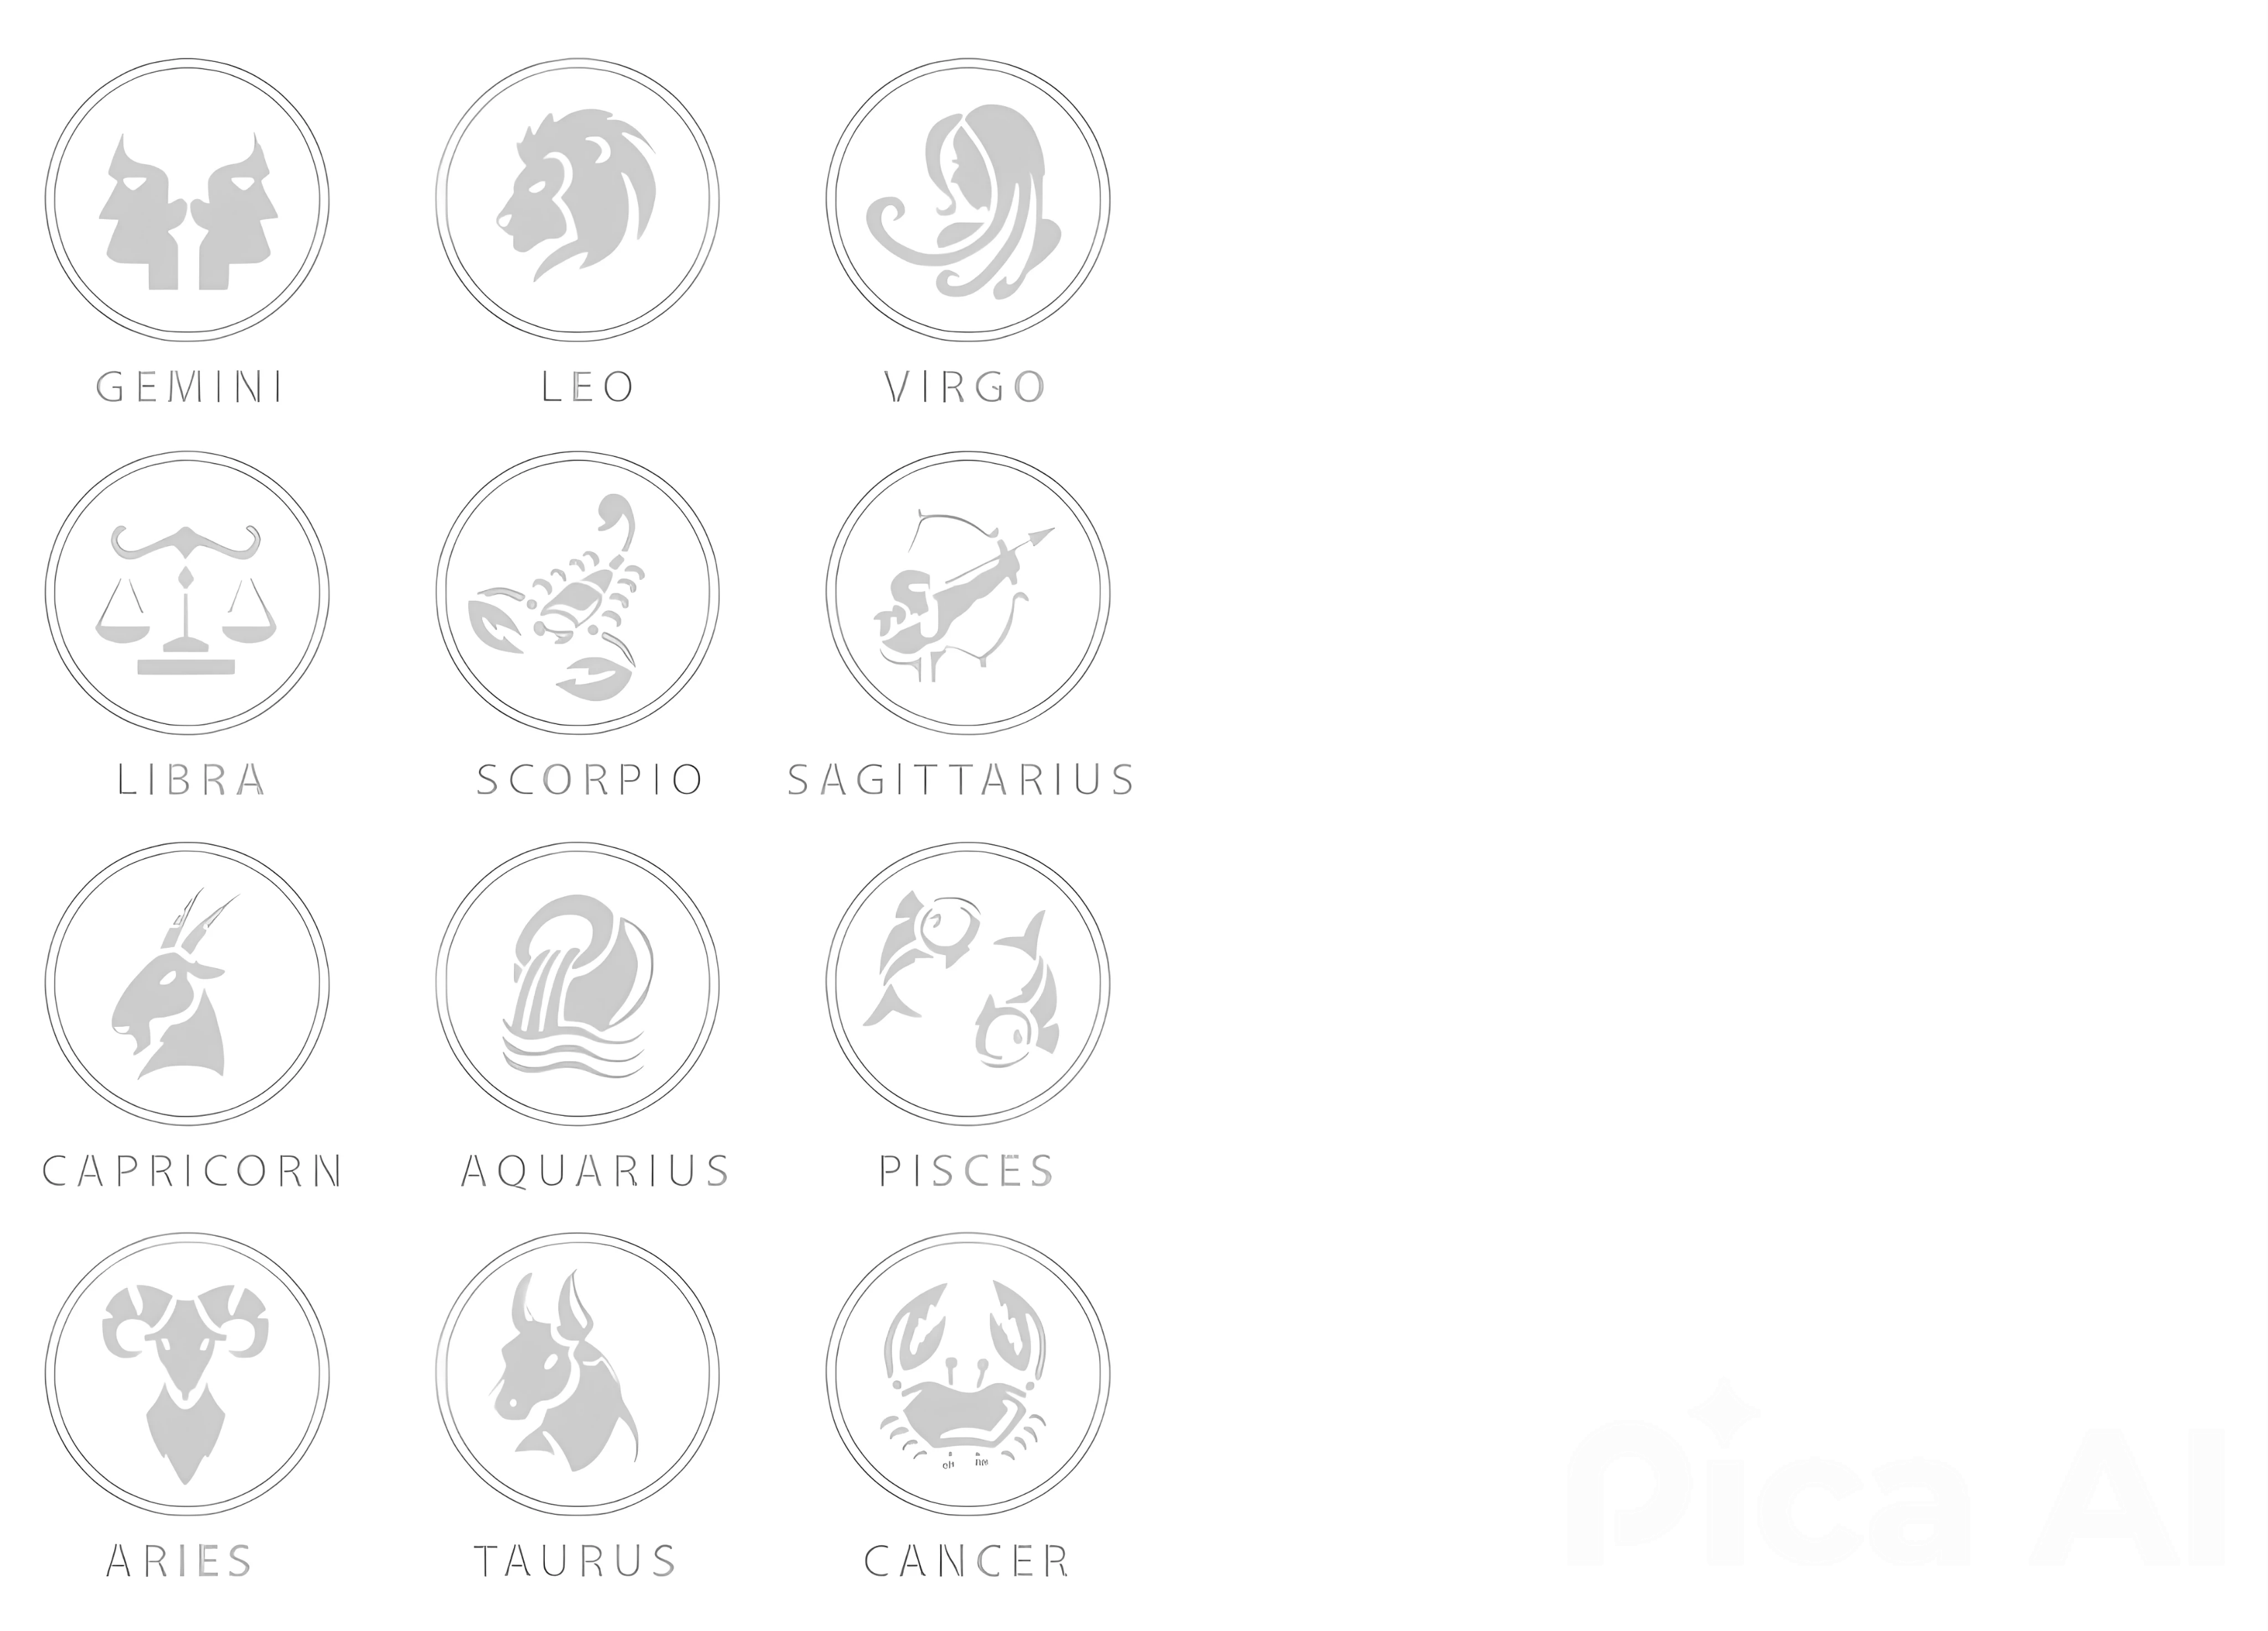 GEMINI LEO VIRGO
LIBRA SCORPIO SAGITTARIUS
CAPRICORN AQUARIUS PISCES
ARIES TAURUS CANCER
Pica AI